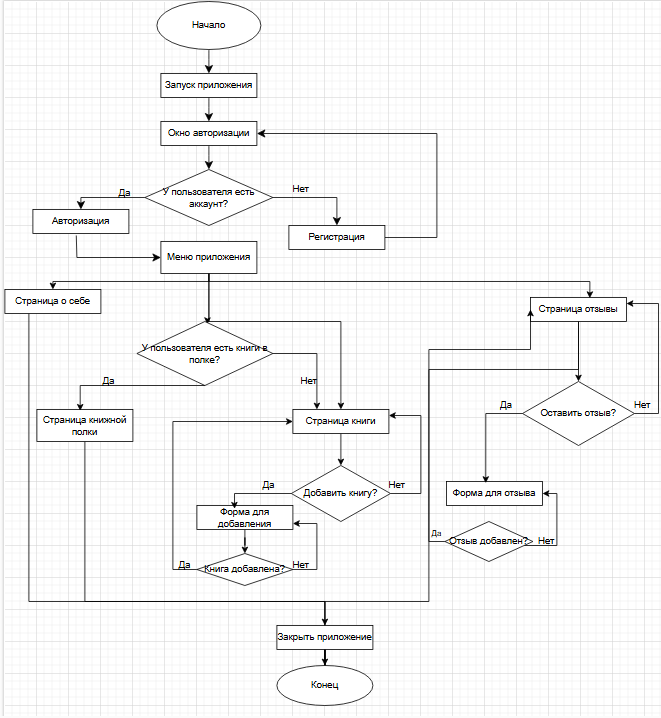 Начало
Запуск приложения
Окно авторизации
У пользователя есть
аккаунт?
Да
Нет
Авторизация
Регистрация
Меню приложения
Страница о себе
Страница отзывы
У пользователя есть книги в
полке?
Да
Нет
Страница книжной
полки
Страница книги
Оставить отзыв?
Да
Нет
Добавить книгу?
Да
Нет
Форма для отзыва
Форма для
добавления
Отзыв добавлен?
Да
Нет
Книга добавлена?
Да
Нет
Закрыть приложение
Конец